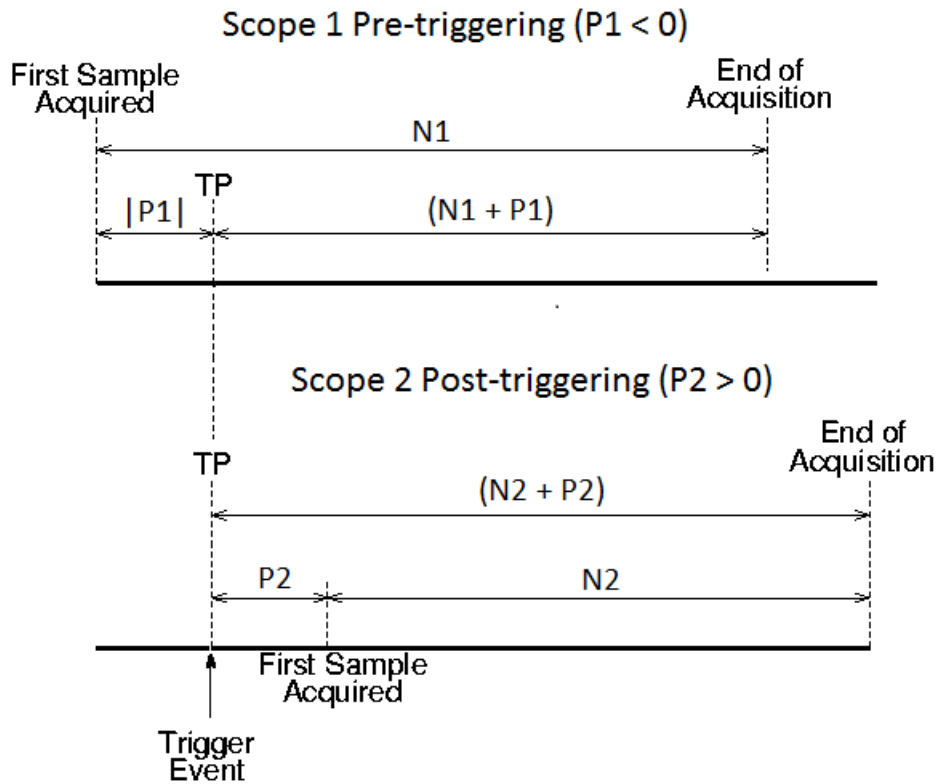 Scope 1 Pre-triggering (P1 < 0)
First Sample
Acquired
End of
Acquisition
N1
TP
|P1|
(N1 + P1)
Scope 2 Post-triggering (P2 > 0)
End of
Acquisition
TP
(N2 + P2)
P2
N2
First Sample
Acquired
Trigger
Event